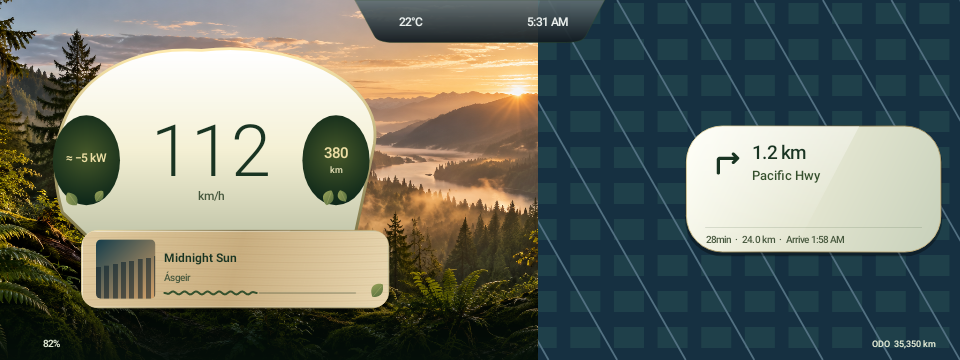 22°C
5:31 AM
≈ −5 kW
112
km/h
380
km
1.2 km
Pacific Hwy
28min · 24.0 km · Arrive 1:58 AM
Midnight Sun
Ásgeir
82%
ODO 35,350 km